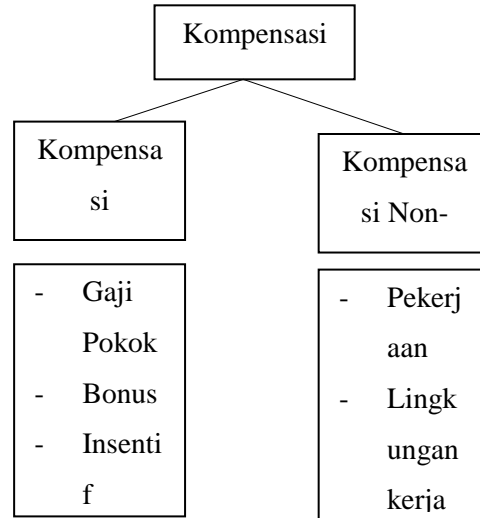 Kompensasi
Kompensa
si
- Gaji
Pokok
- Bonus
- Insenti
f
Kompensa
si Non-
- Pekerj
aan
- Lingk
ungan
kerja